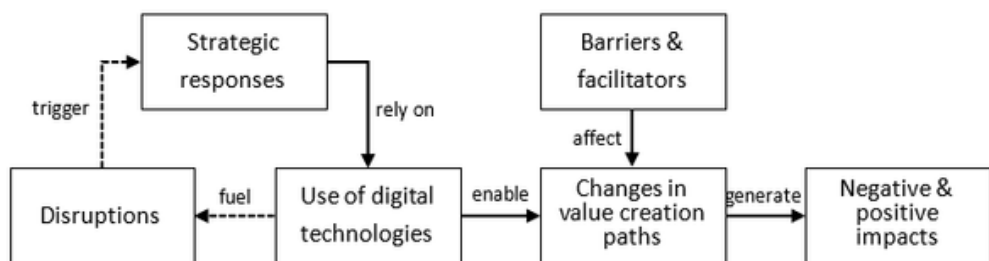 Strategic
responses
Barriers &
facilitators
trigger
rely on
affect
Disruptions
fuel
Use of digital
technologies
enable
Changes in
value creation
paths
generate
Negative &
positive
impacts